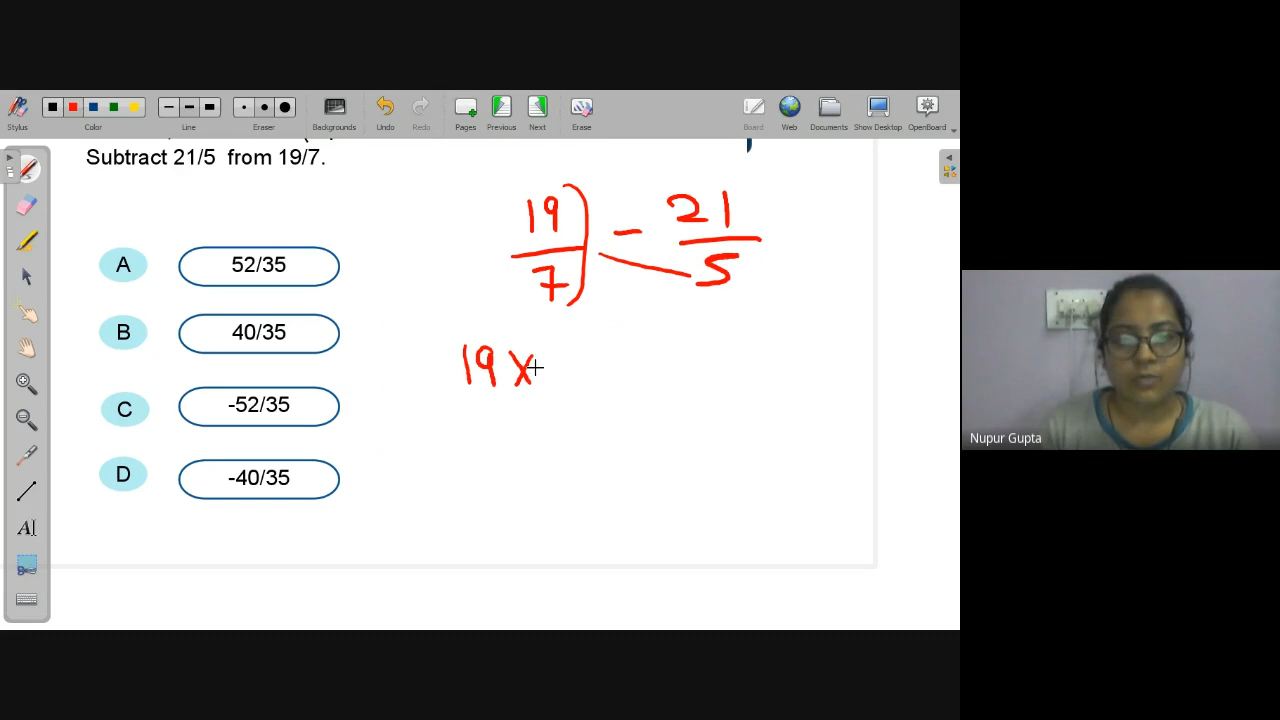 Stylus Color Line Eraser Backgrounds Undo Redo Pages Previous Next Erase Board Web Documents Show Desktop OpenBoard
Subtract 21/5 from 19/7.
19/7 - 21/5
A 52/35
B 40/35
19 X
C -52/35
D -40/35
Nupur Gupta